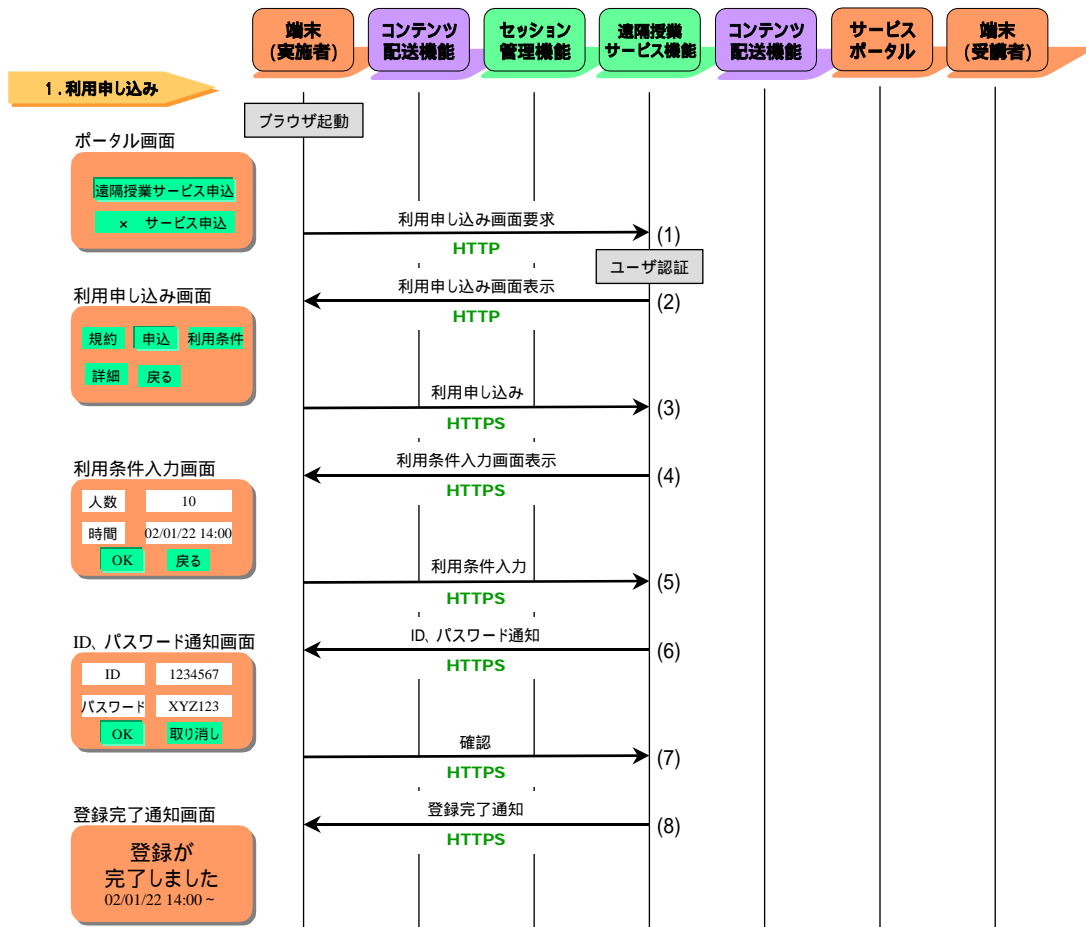 端末
(実施者)
コンテンツ
配送機能
セッション
管理機能
遠隔授業
サービス機能
コンテンツ
配送機能
サービス
ポータル
端末
(受講者)
1.利用申し込み
ブラウザ起動
ポータル画面
遠隔授業サービス申込
× サービス申込
利用申し込み画面要求
HTTP
(1)
ユーザ認証
利用申し込み画面表示
HTTP
(2)
利用申し込み画面
規約 申込 利用条件
詳細 戻る
利用申し込み
HTTPS
(3)
利用条件入力画面表示
HTTPS
(4)
利用条件入力画面
人数 10
時間 02/01/22 14:00
OK 戻る
利用条件入力
HTTPS
(5)
ID、パスワード通知
HTTPS
(6)
ID、パスワード通知画面
ID 1234567
パスワード XYZ123
OK 取り消し
確認
HTTPS
(7)
登録完了通知
HTTPS
(8)
登録完了通知画面
登録が
完了しました
02/01/22 14:00 ~